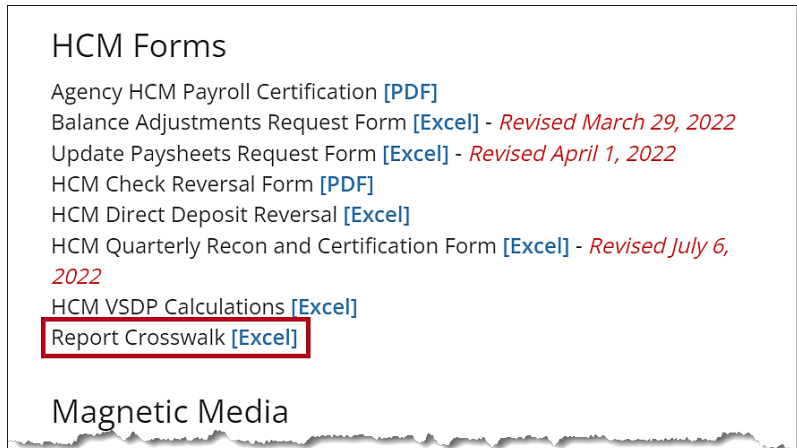 HCM Forms
Agency HCM Payroll Certification [PDF]
Balance Adjustments Request Form [Excel] - Revised March 29, 2022
Update Paysheets Request Form [Excel] - Revised April 1, 2022
HCM Check Reversal Form [PDF]
HCM Direct Deposit Reversal [Excel]
HCM Quarterly Recon and Certification Form [Excel] - Revised July 6,
2022
HCM VSDP Calculations [Excel]
Report Crosswalk [Excel]
Magnetic Media